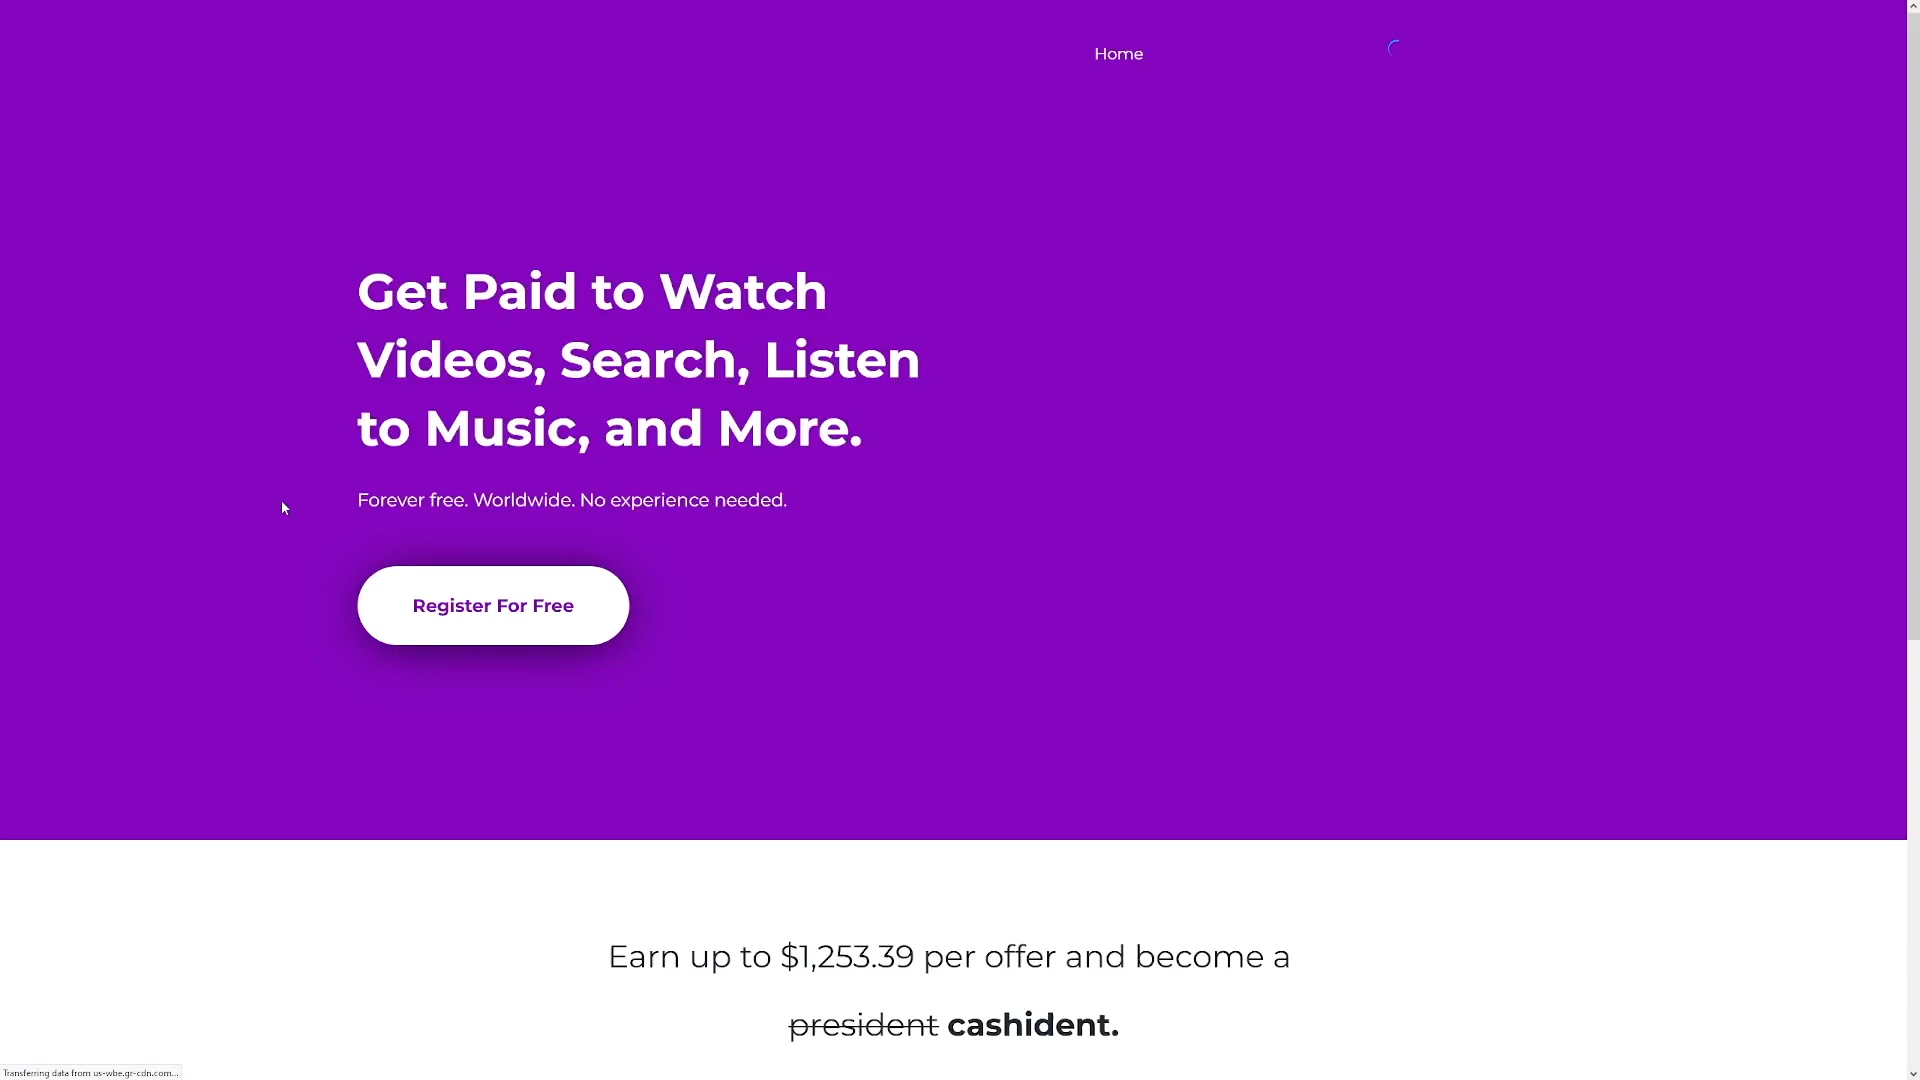 Home
Get Paid to Watch
Videos, Search, Listen
to Music, and More.
Forever free. Worldwide. No experience needed.
Register For Free
Earn up to $1,253.39 per offer and become a
president cashident.
Transferring data from us-wbe.gr-cdn.com...